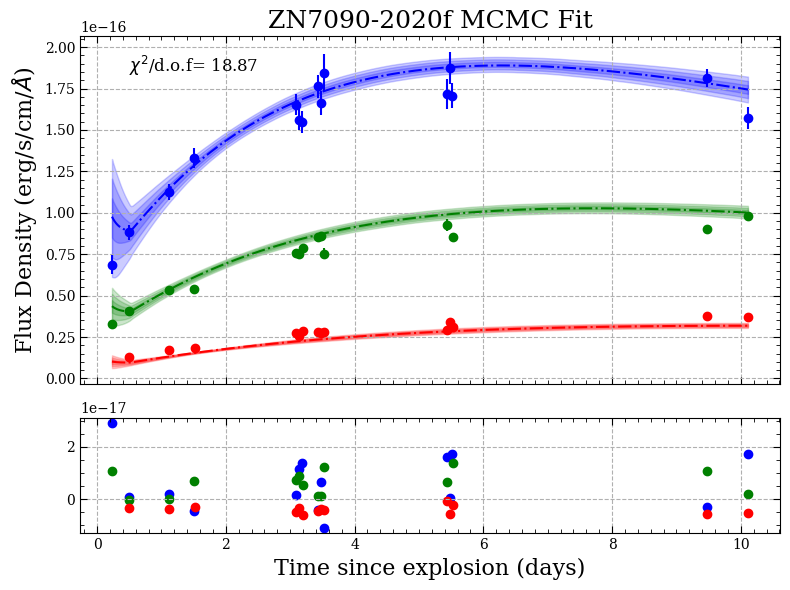 ZN7090-2020f MCMC Fit
1e−16
χ²/d.o.f= 18.87
Flux Density (erg/s/cm/Å)
2.00
1.75
1.50
1.25
1.00
0.75
0.50
0.25
0.00
1e−17
2
0
0 2 4 6 8 10
Time since explosion (days)